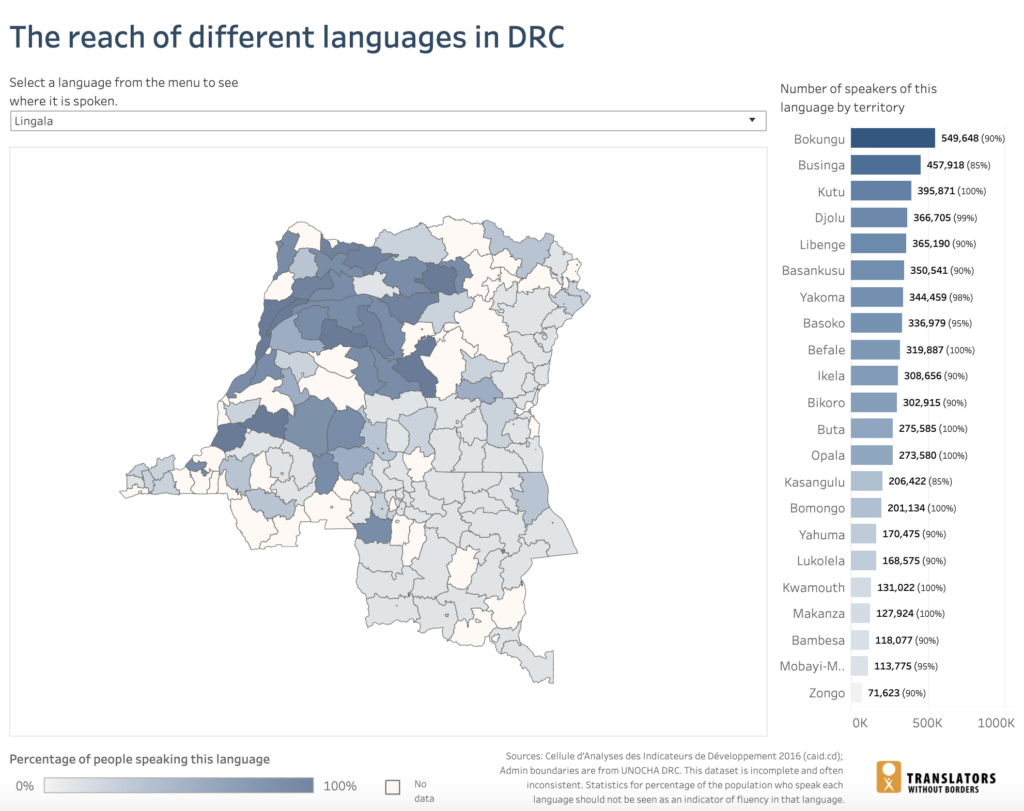 The reach of different languages in DRC
Select a language from the menu to see
where it is spoken.
Lingala
Number of speakers of this
language by territory
Bokungu 549,648 (90%)
Businga 457,918 (85%)
Kutu 395,871 (100%)
Djolu 366,705 (99%)
Libenge 365,190 (90%)
Basankusu 350,541 (90%)
Yakoma 344,459 (98%)
Basoko 336,979 (95%)
Befale 319,887 (100%)
Ikela 308,656 (90%)
Bikoro 302,915 (90%)
Buta 275,585 (100%)
Opala 273,580 (100%)
Kasangulu 206,422 (85%)
Bomongo 201,134 (100%)
Yahuma 170,475 (90%)
Lukolela 168,575 (90%)
Kwamouth 131,022 (100%)
Makanza 127,924 (100%)
Bambesa 118,077 (90%)
Mobayi-M.. 113,775 (95%)
Zongo 71,623 (90%)
0K 500K 1000K
Percentage of people speaking this language
0% 100%
No
data
Sources: Cellule d'Analyses des Indicateurs de Développement 2016 (caid.cd);
Admin boundaries are from UNOCHA DRC. This dataset is incomplete and often
inconsistent. Statistics for percentage of the population who speak each
language should not be seen as an indicator of fluency in that language.
TRANSLATORS
WITHOUT BORDERS